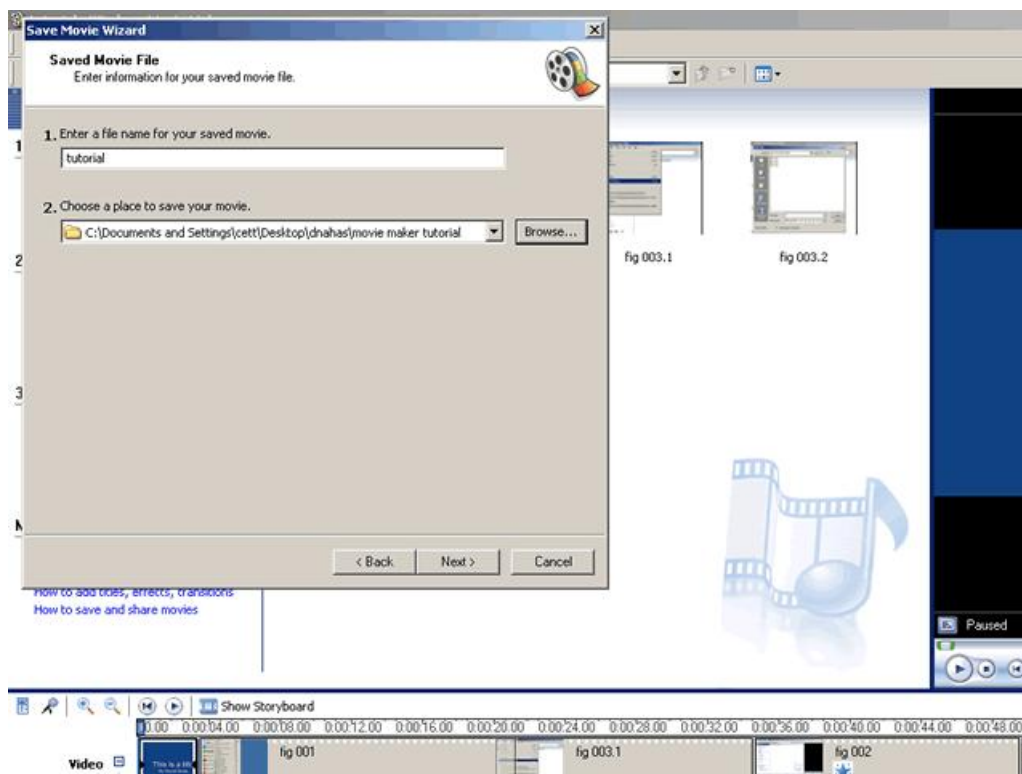 Save Movie Wizard
Saved Movie File
Enter information for your saved movie file.
1. Enter a file name for your saved movie.
tutorial
2. Choose a place to save your movie.
C:\Documents and Settings\cett\Desktop\dnahas\movie maker tutorial
Browse...
< Back
Next >
Cancel
fig 003.1
fig 003.2
1
2
3
How to add titles, effects, transitions
How to save and share movies
Paused
Show Storyboard
0.00 0:00:04.00 0:00:08.00 0:00:12.00 0:00:16.00 0:00:20.00 0:00:24.00 0:00:28.00 0:00:32.00 0:00:36.00 0:00:40.00 0:00:44.00 0:00:48.00
Video
This is a
fig 001
fig 003.1
fig 002